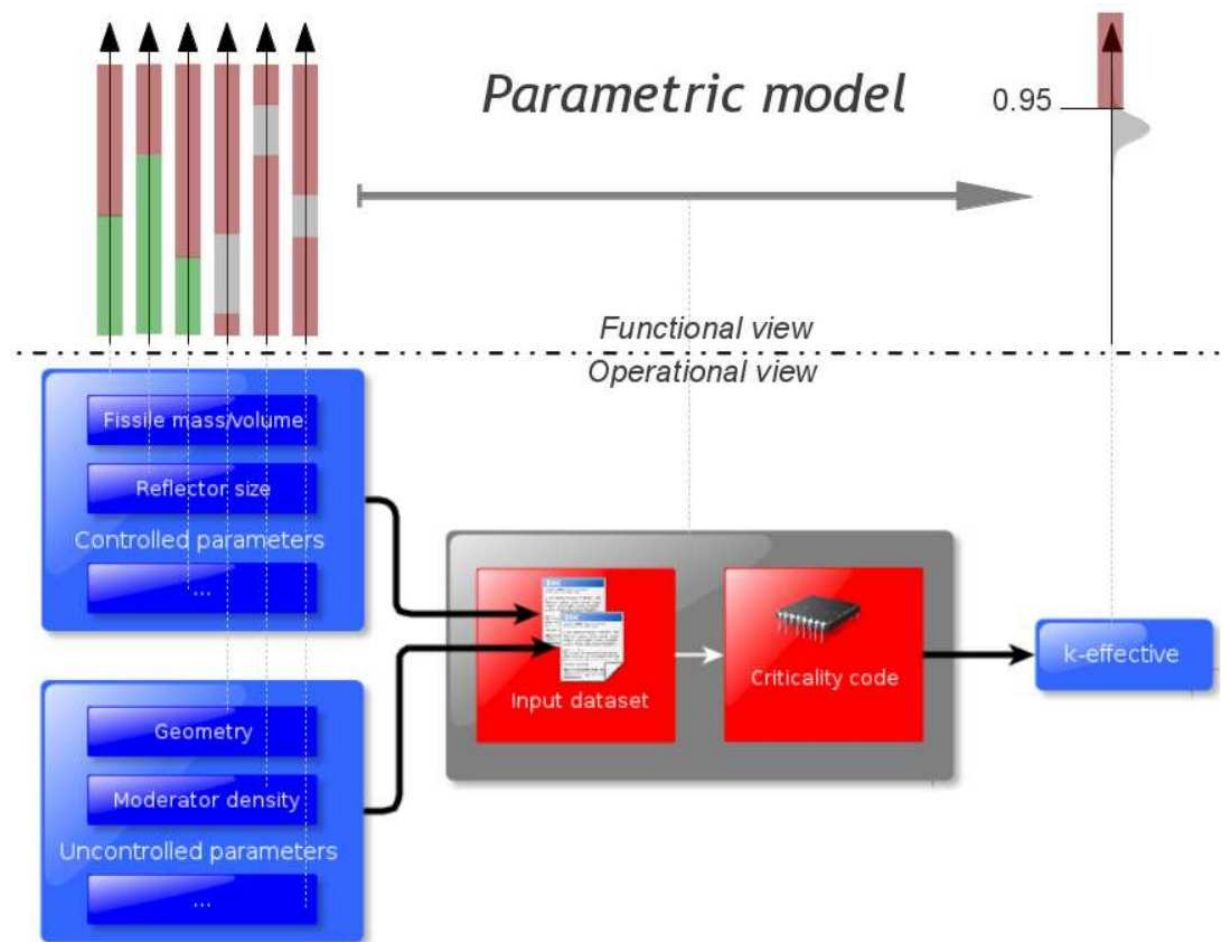 Parametric model
0.95
Functional view
Operational view
Fissile mass/volume
Reflector size
Controlled parameters
...
Geometry
Moderator density
Uncontrolled parameters
...
Input dataset
Criticality code
k-effective